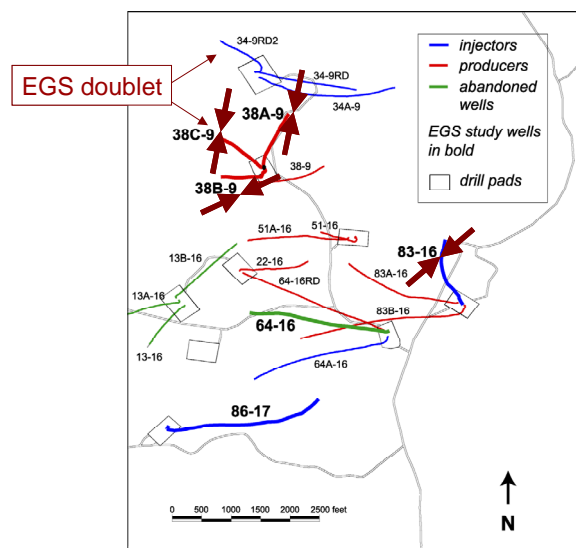 34-9RD2
EGS doublet
34-9RD
34A-9
38A-9
38C-9
38-9
38B-9
injectors
producers
abandoned
wells
EGS study wells
in bold
drill pads
51A-16
51-16
13B-16
22-16
83-16
83A-16
64-16RD
13A-16
83B-16
64-16
13-16
64A-16
86-17
0 500 1000 1500 2000 2500 feet
N